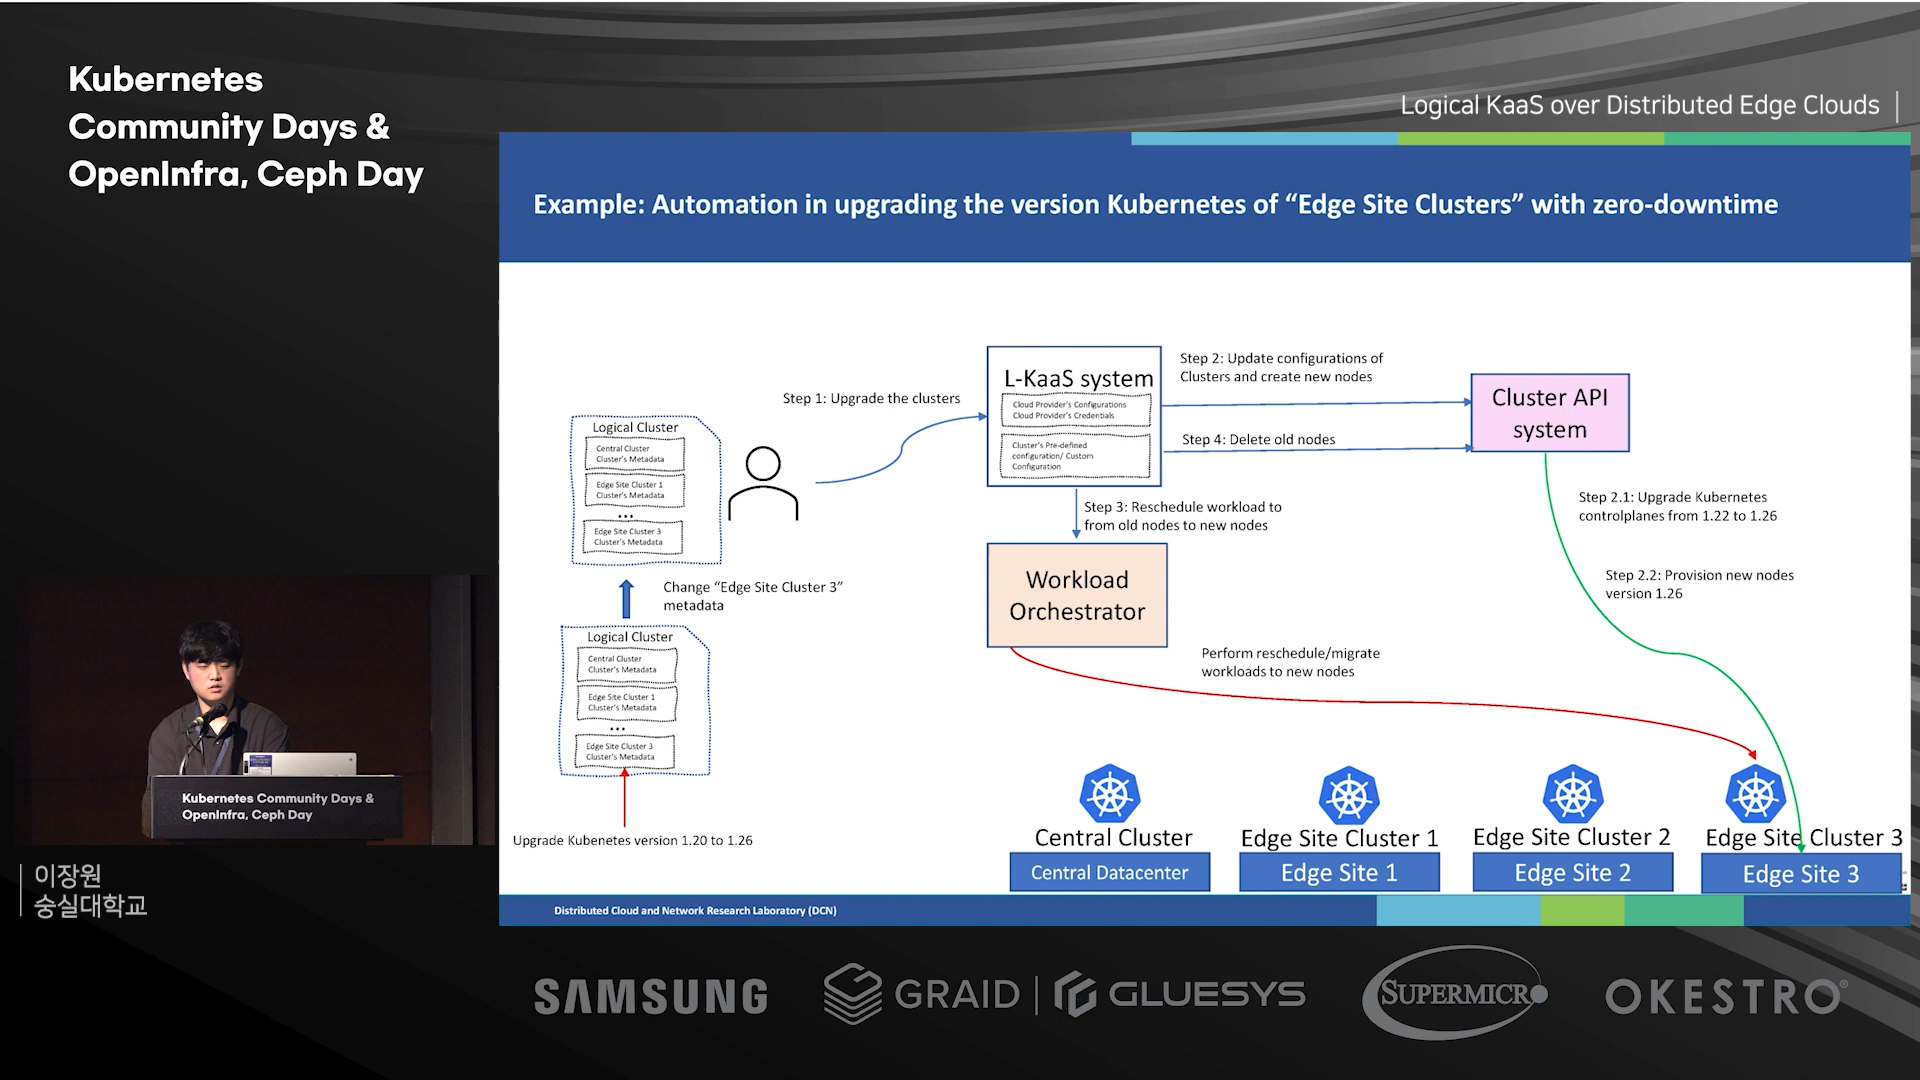 Kubernetes
Community Days &
OpenInfra, Ceph Day
Logical KaaS over Distributed Edge Clouds
Example: Automation in upgrading the version Kubernetes of “Edge Site Clusters” with zero-downtime
Logical Cluster
Central Cluster
Cluster's Metadata
Edge Site Cluster 1
Cluster's Metadata
...
Edge Site Cluster 3
Cluster's Metadata
Change “Edge Site Cluster 3”
metadata
Logical Cluster
Central Cluster
Cluster's Metadata
Edge Site Cluster 1
Cluster's Metadata
...
Edge Site Cluster 3
Cluster's Metadata
Upgrade Kubenetes version 1.20 to 1.26
Step 1: Upgrade the clusters
L-KaaS system
Cloud Provider's Configurations
Cloud Provider's Credentials
Cluster's Pre-defined
configuration/ Custom
Configuration
Step 2: Update configurations of
Clusters and create new nodes
Step 4: Delete old nodes
Cluster API
system
Step 3: Reschedule workload to
from old nodes to new nodes
Workload
Orchestrator
Step 2.1: Upgrade Kubernetes
controlplanes from 1.22 to 1.26
Step 2.2: Provision new nodes
version 1.26
Perform reschedule/migrate
workloads to new nodes
Central Cluster
Central Datacenter
Edge Site Cluster 1
Edge Site 1
Edge Site Cluster 2
Edge Site 2
Edge Site Cluster 3
Edge Site 3
Distributed Cloud and Network Research Laboratory (DCN)
Kubernetes Community Days &
OpenInfra, Ceph Day
이장원
숭실대학교
SAMSUNG
GRAID
GLUESYS
SUPERMICRO
OKESTRO®